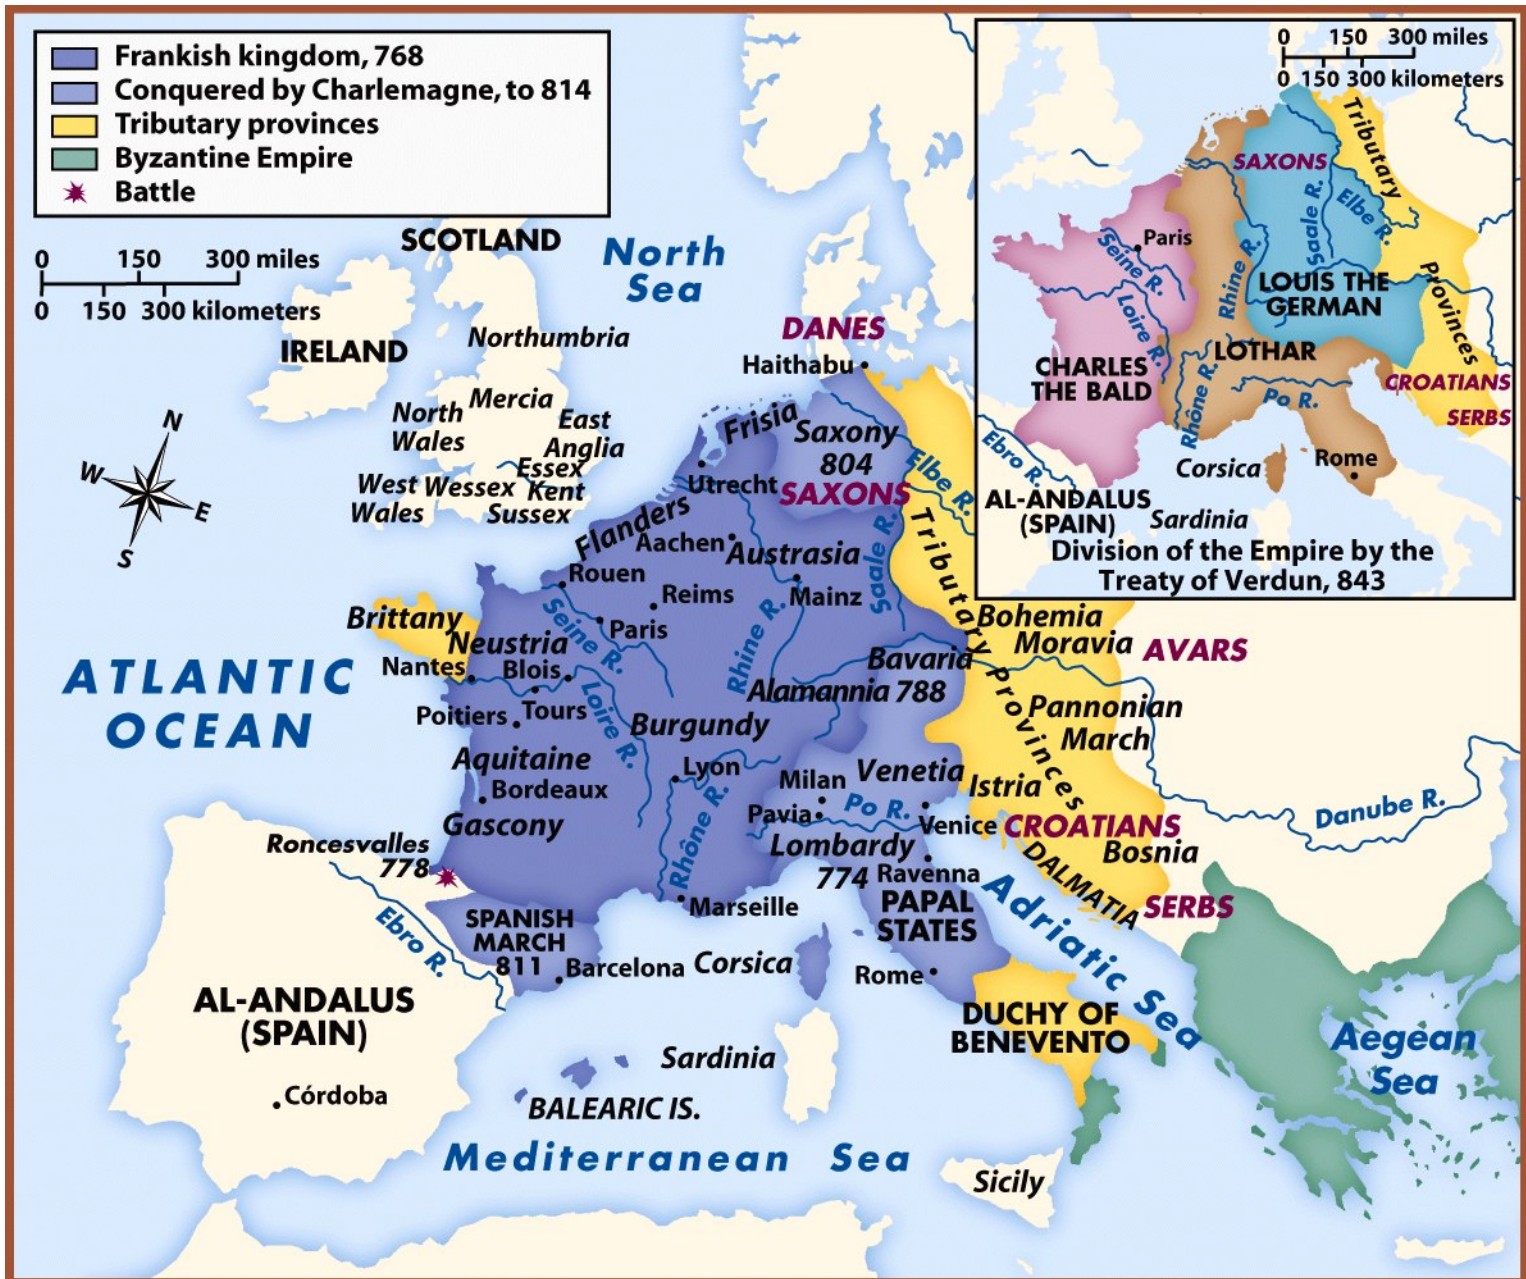 Frankish kingdom, 768
Conquered by Charlemagne, to 814
Tributary provinces
Byzantine Empire
Battle
0 150 300 miles
0 150 300 kilometers
N
W
E
S
SCOTLAND
IRELAND
Northumbria
Mercia
North
Wales
East
Anglia
Essex
West
Wales
Wessex
Kent
Sussex
North
Sea
DANES
Haithabu
Frisia
Saxony
804
SAXONS
Elbe R.
Utrecht
Flanders
Aachen
Austrasia
Saale R.
Tributary Provinces
Rouen
Reims
Mainz
Seine R.
Paris
Rhine R.
Brittany
Neustria
Nantes
Blois
Bohemia
Moravia
AVARS
Bavaria
Alamannia 788
ATLANTIC
OCEAN
Poitiers
Tours
Loire R.
Burgundy
Pannonian
March
Aquitaine
Bordeaux
Lyon
Milan
Venetia
Istria
Gascony
Rhône R.
Pavia
Po R.
Venice
CROATIANS
Danube R.
Roncesvalles
778
Lombardy
774
Ravenna
Bosnia
DALMATIA
SERBS
Marseille
PAPAL
STATES
Adriatic Sea
SPANISH
MARCH
811
Barcelona
Ebro R.
Corsica
Rome
AL-ANDALUS
(SPAIN)
DUCHY OF
BENEVENTO
Aegean
Sea
Sardinia
Córdoba
BALEARIC IS.
Mediterranean Sea
Sicily
0 150 300 miles
0 150 300 kilometers
Tributary
Provinces
SAXONS
Saale R.
Elbe R.
Paris
Seine R.
Rhine R.
LOUIS THE
GERMAN
Loire R.
LOTHAR
CHARLES
THE BALD
Rhône R.
Po R.
CROATIANS
SERBS
Ebro R.
Corsica
Rome
AL-ANDALUS
(SPAIN)
Sardinia
Division of the Empire by the
Treaty of Verdun, 843